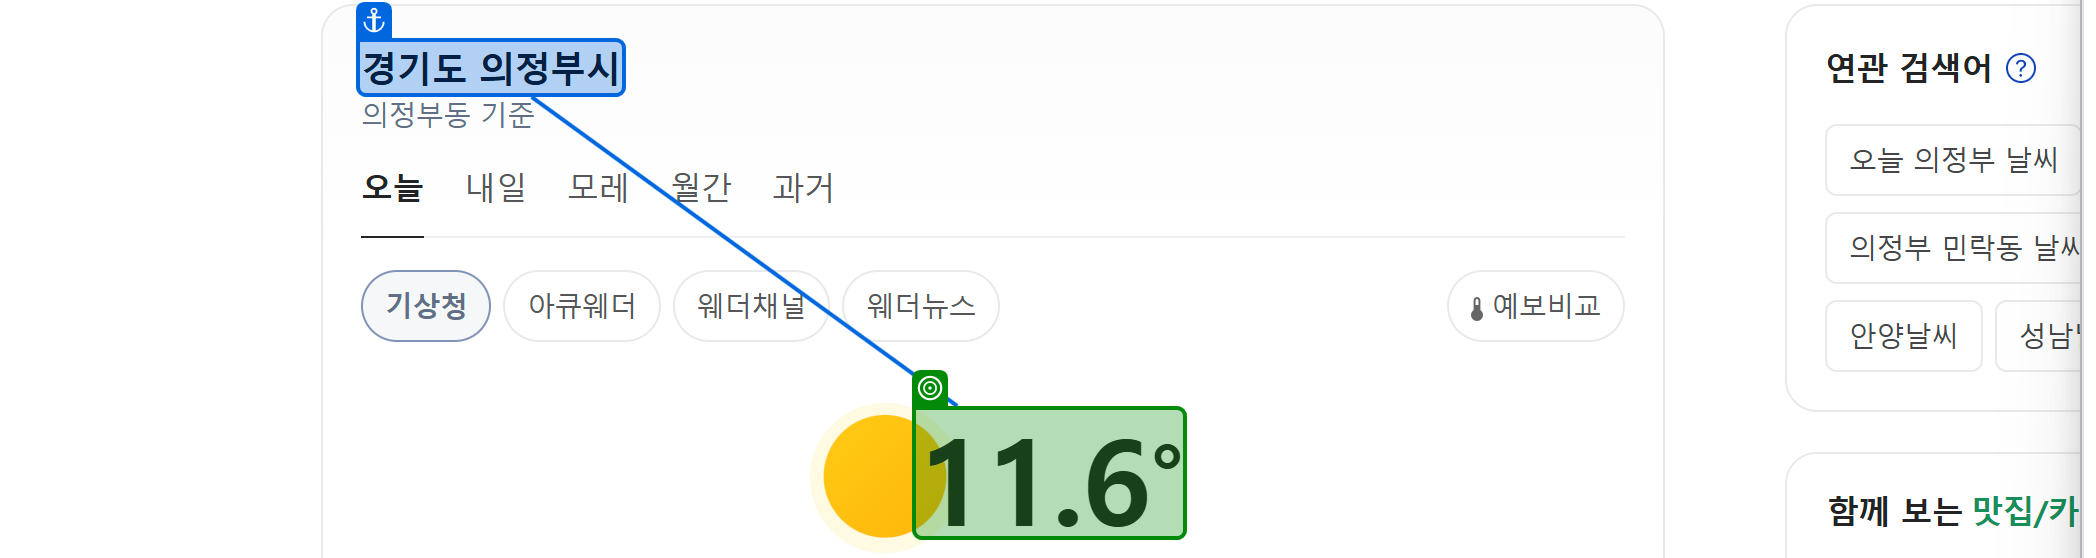 경기도 의정부시
의정부동 기준
오늘 내일 모레 월간 과거
기상청 아큐웨더 웨더채널 웨더뉴스 예보비교
11.6°
연관 검색어 ?
오늘 의정부 날씨
의정부 민락동 날씨
안양날씨 성남
함께 보는 맛집/카